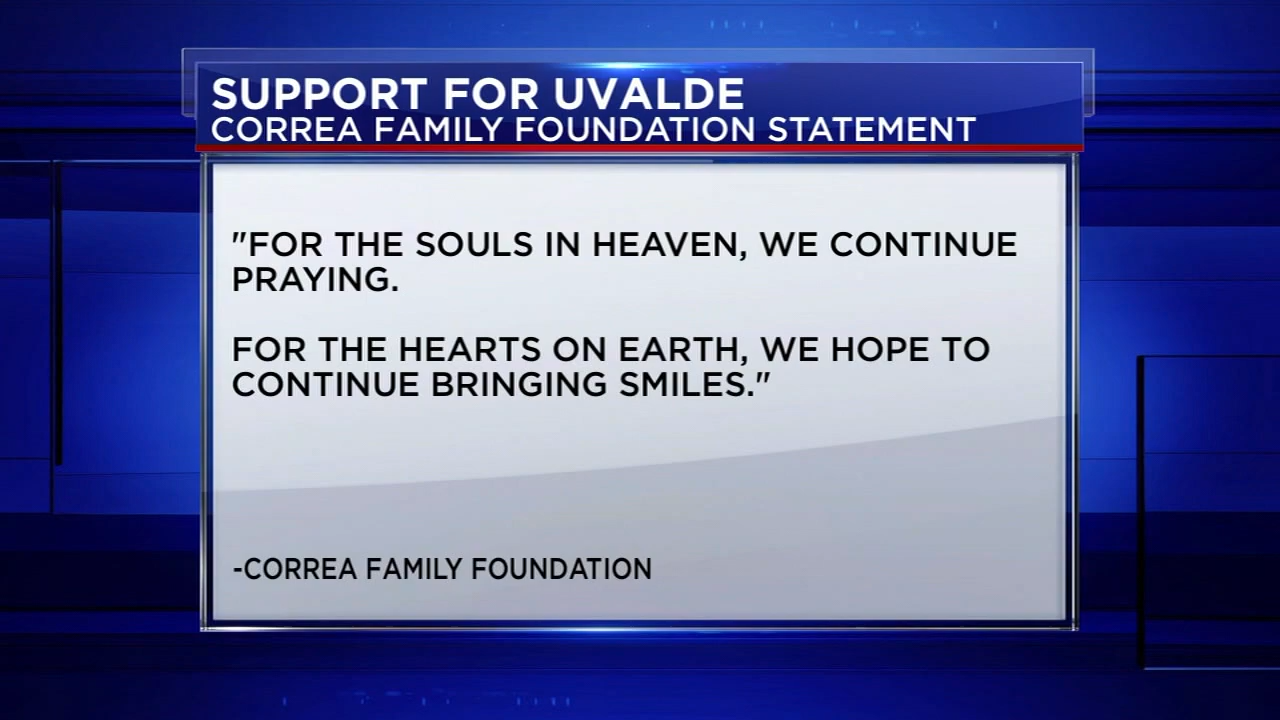 SUPPORT FOR UVALDE
CORREA FAMILY FOUNDATION STATEMENT
"FOR THE SOULS IN HEAVEN, WE CONTINUE
PRAYING.
FOR THE HEARTS ON EARTH, WE HOPE TO
CONTINUE BRINGING SMILES."
-CORREA FAMILY FOUNDATION